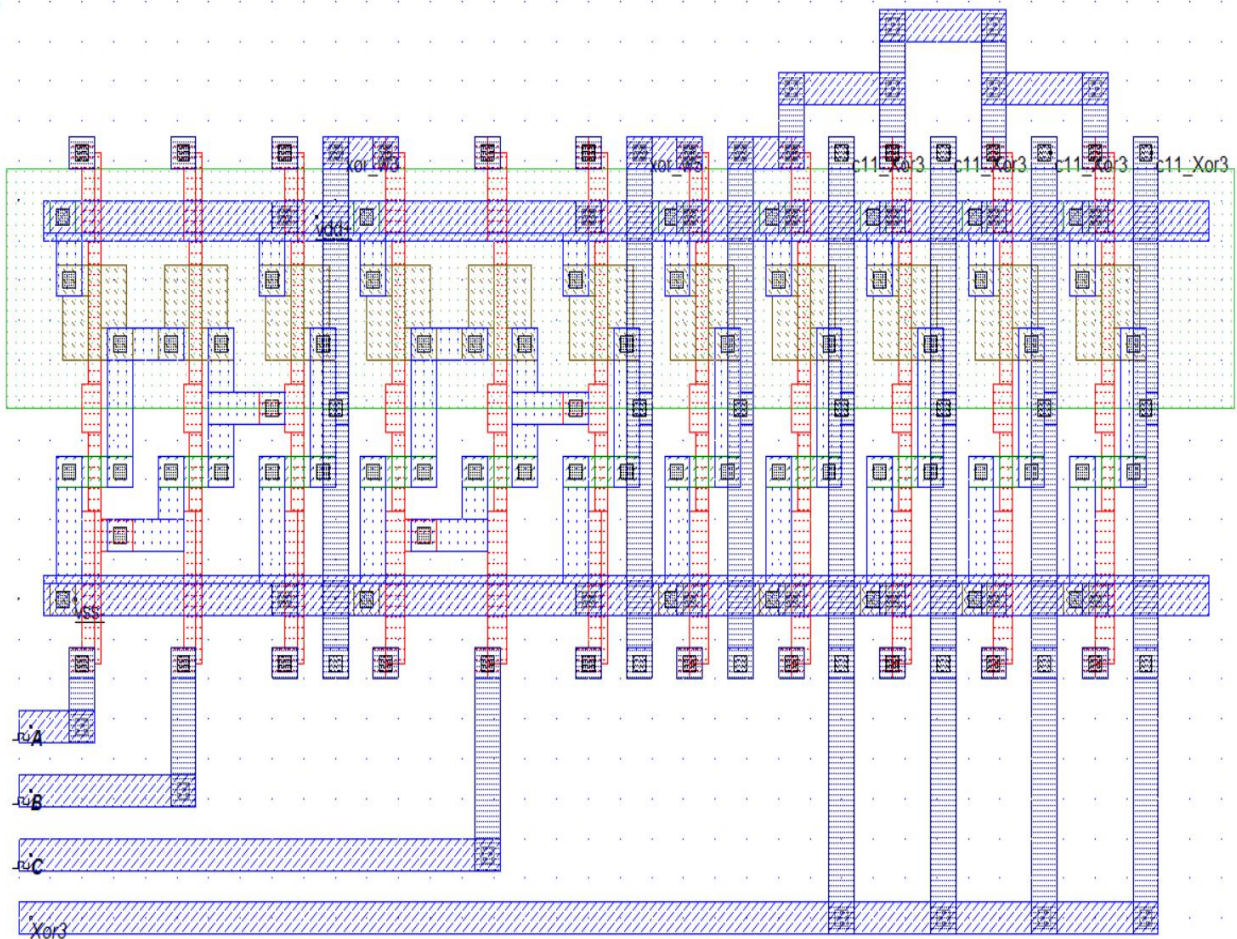 xor_w3 xor_w5 c11_Xor3 c11_Xor3 c11_Xor3 c11_Xor3
vdd+
vss-
A
B
C
Xor3